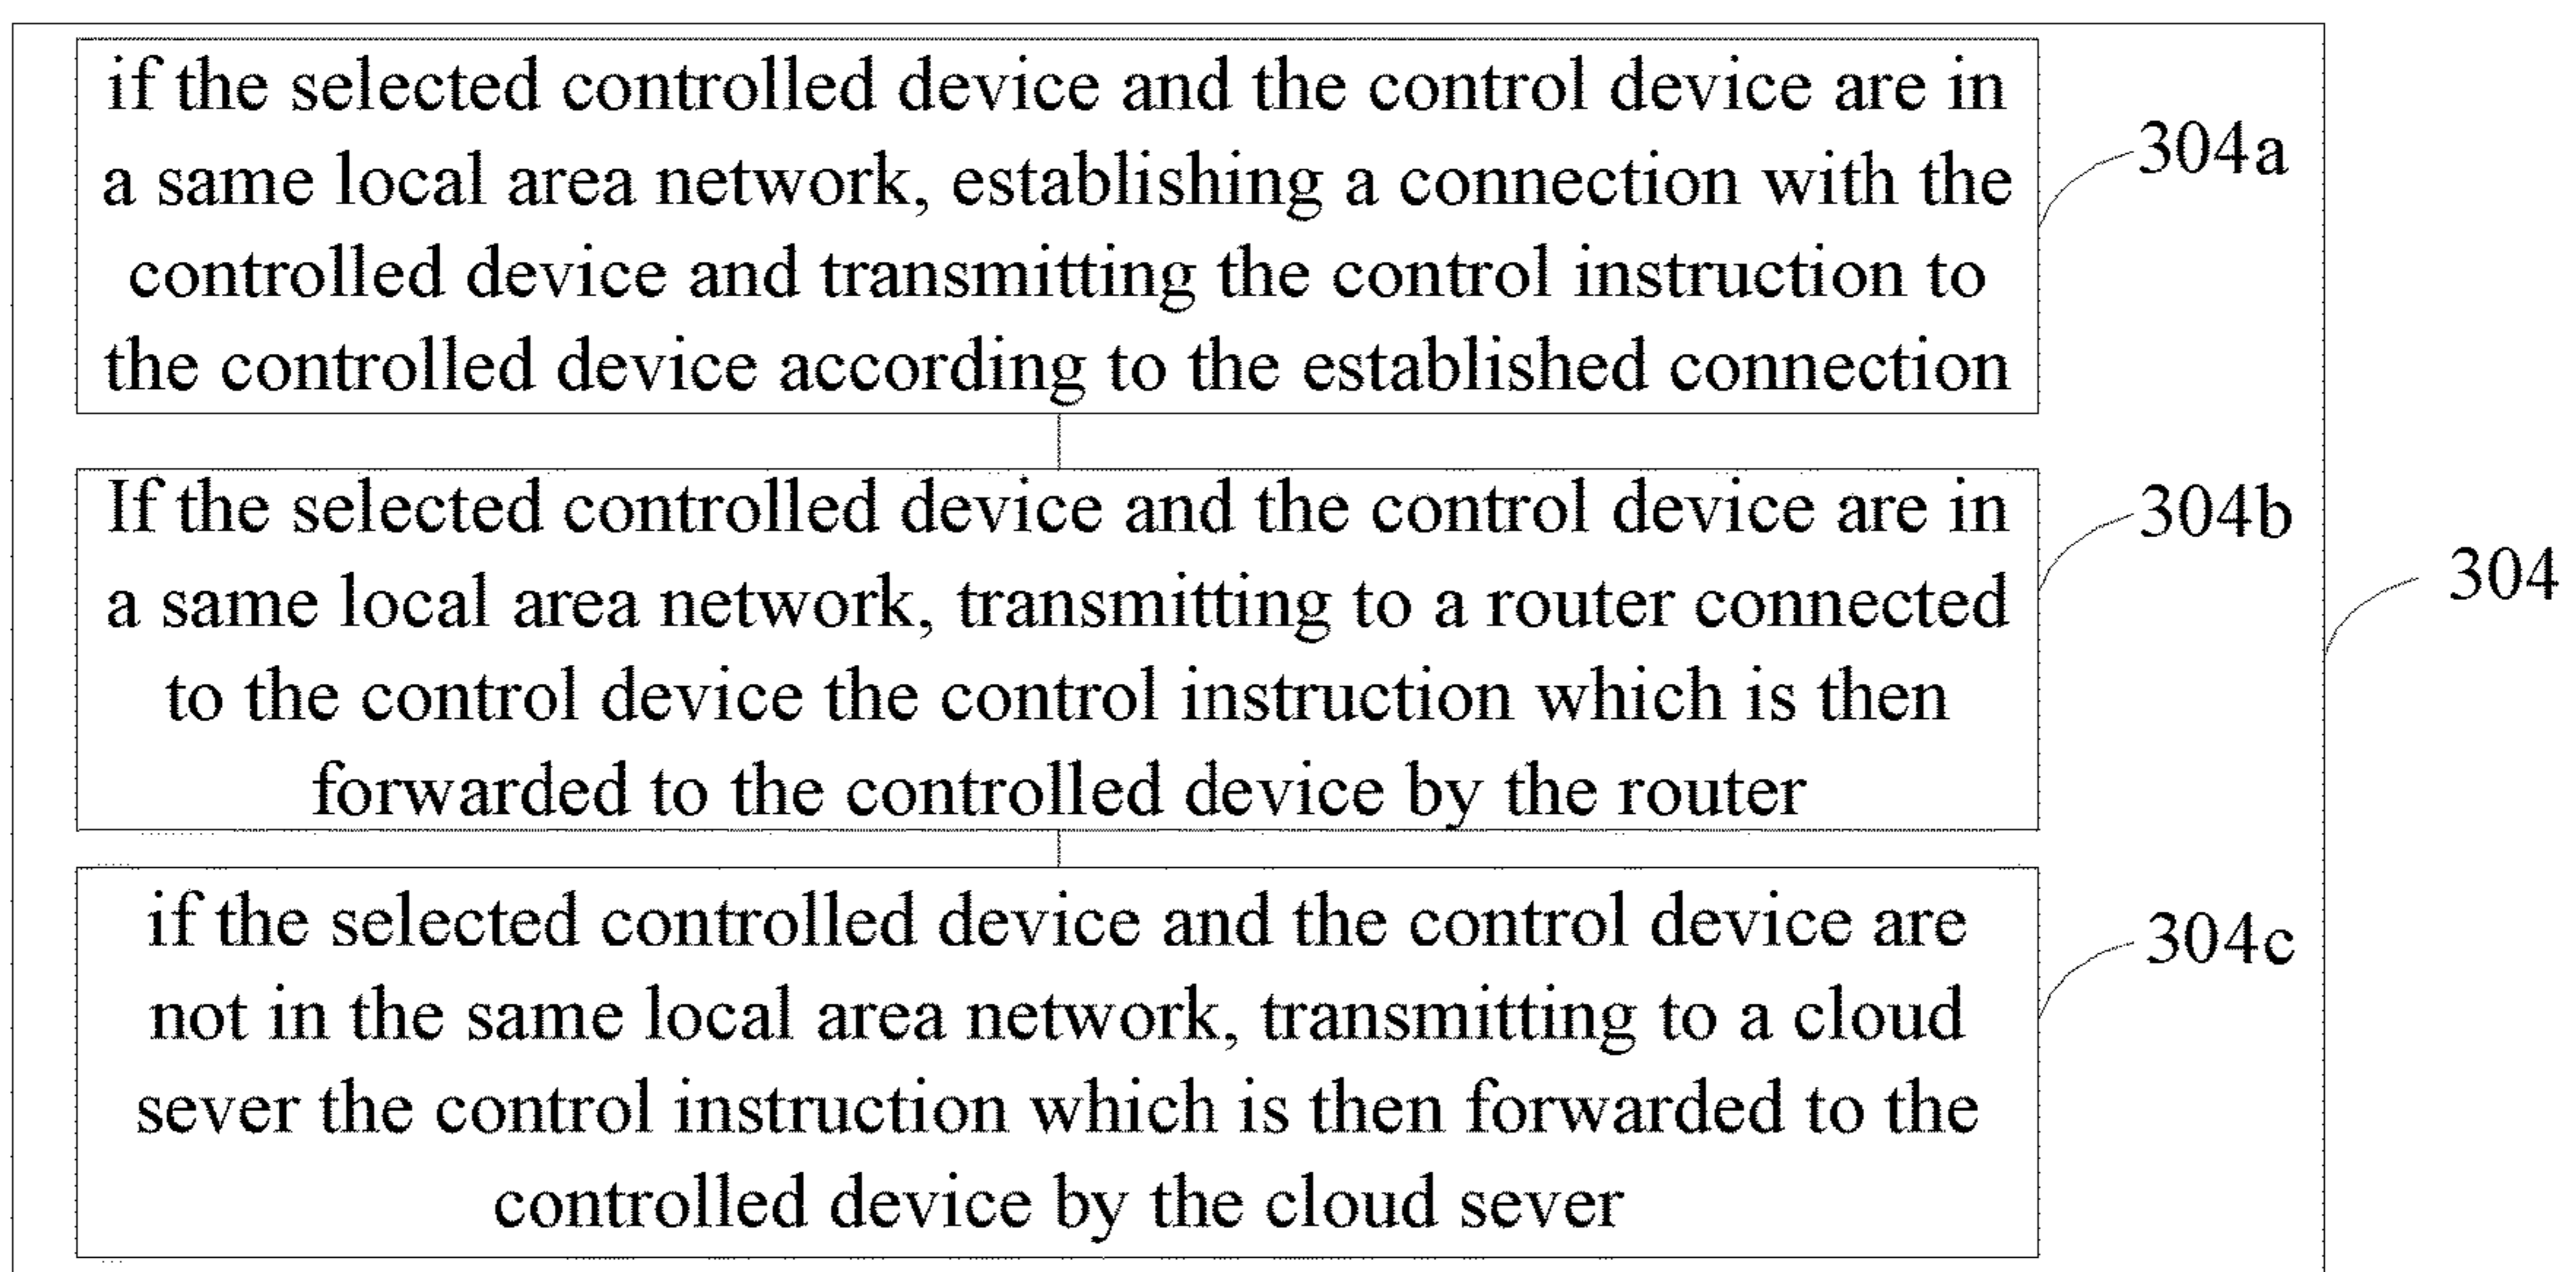 if the selected controlled device and the control device are in
a same local area network, establishing a connection with the
controlled device and transmitting the control instruction to
the controlled device according to the established connection
304a
If the selected controlled device and the control device are in
a same local area network, transmitting to a router connected
to the control device the control instruction which is then
forwarded to the controlled device by the router
304b
304
if the selected controlled device and the control device are
not in the same local area network, transmitting to a cloud
sever the control instruction which is then forwarded to the
controlled device by the cloud sever
304c